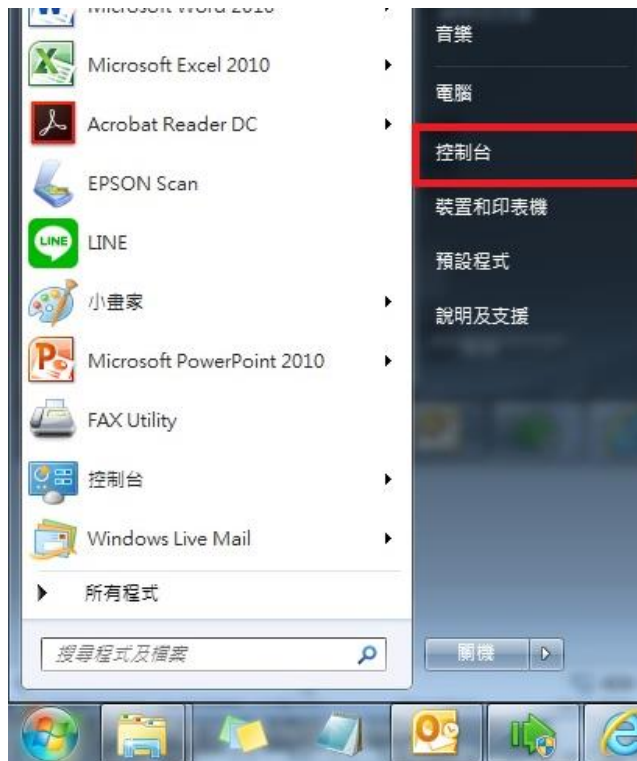 Microsoft Word 2010
Microsoft Excel 2010
Acrobat Reader DC
EPSON Scan
LINE
LINE
小畫家
Microsoft PowerPoint 2010
FAX Utility
控制台
Windows Live Mail
所有程式
搜尋程式及檔案
音樂
電腦
控制台
裝置和印表機
預設程式
說明及支援
關機